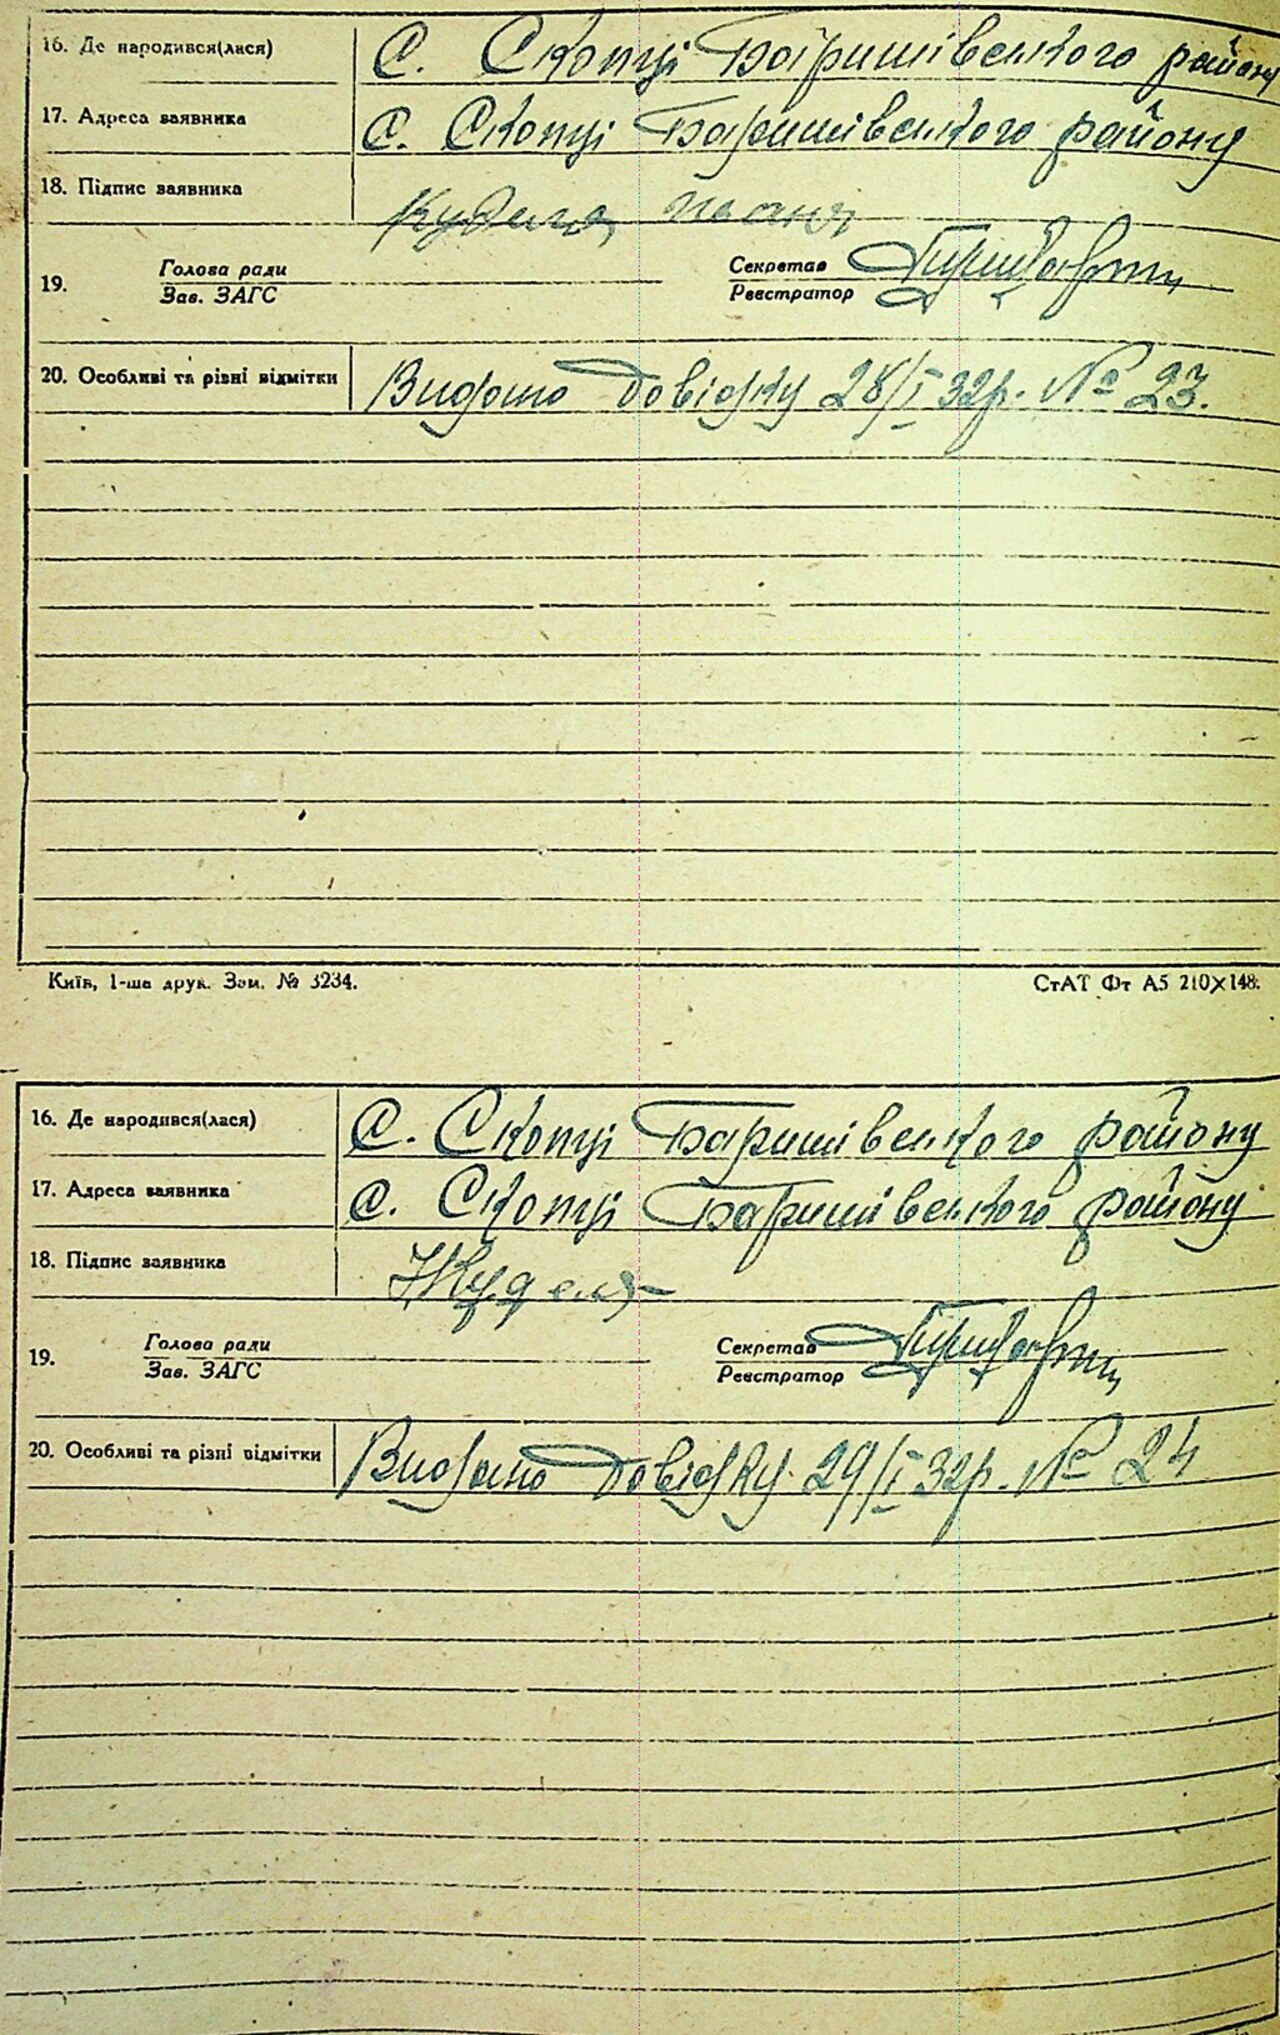 16. Де народився(лася) С. Скопці Баришівського району
17. Адреса заявника С. Скопці Баришівського району
18. Підпис заявника
Голова ради Секретар
19.
Зав. ЗАГС Реєстратор
20. Особливі та різні відмітки Видано довідку 28/I 32р. № 23.
Київ, 1-ша друк. Зам. № 3234. СтАТ Фт А5 210×148.
16. Де народився(лася) С. Скопці Баришівського району
17. Адреса заявника С. Скопці Баришівського району
18. Підпис заявника
Голова ради Секретар
19.
Зав. ЗАГС Реєстратор
20. Особливі та різні відмітки Видано довідку 29/I 32р. № 24